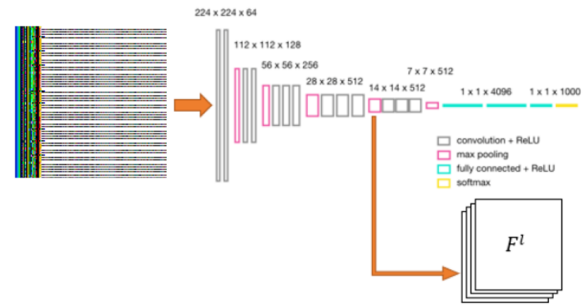 224 x 224 x 64
112 x 112 x 128
56 x 56 x 256
28 x 28 x 512
14 x 14 x 512
7 x 7 x 512
1 x 1 x 4096
1 x 1 x 1000
convolution + ReLU
max pooling
fully connected + ReLU
softmax
F^l